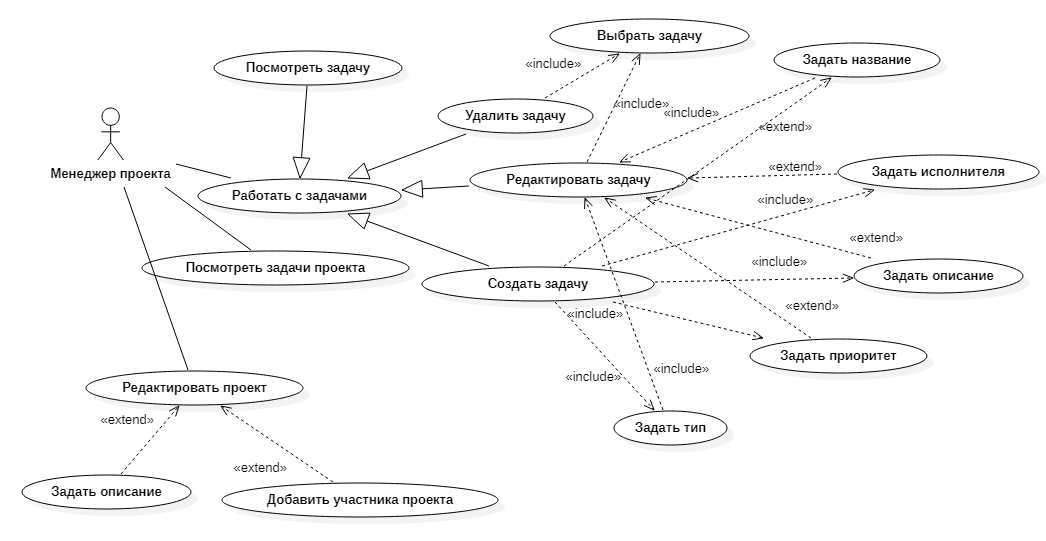 Выбрать задачу
Задать название
Посмотреть задачу
«include»
«include»
«include»
Удалить задачу
«extend»
Менеджер проекта
Редактировать задачу
«extend»
Задать исполнителя
Работать с задачами
«include»
«extend»
Посмотреть задачи проекта
«include»
Задать описание
Создать задачу
«extend»
«include»
Задать приоритет
«include»
«include»
Редактировать проект
«extend»
Задать тип
«extend»
Задать описание
Добавить участника проекта